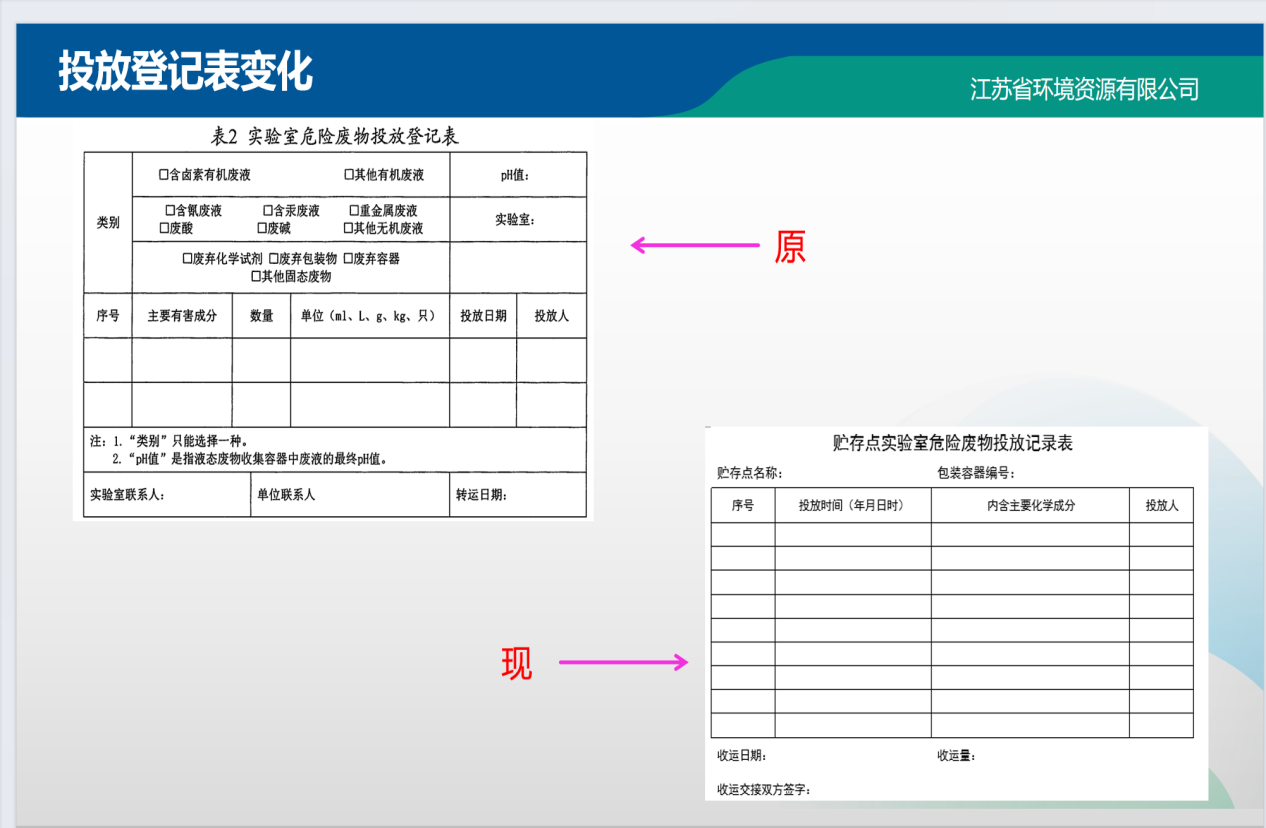 投放登记表变化
江苏省环境资源有限公司
表2 实验室危险废物投放登记表
类别
☐含卤素有机废液 ☐其他有机废液
pH值:
☐含氰废液 ☐含汞废液 ☐重金属废液
☐废酸 ☐废碱 ☐其他无机废液
实验室:
☐废弃化学试剂 ☐废弃包装物 ☐废弃容器
☐其他固态废物
序号 主要有害成分 数量 单位（ml、L、g、kg、只） 投放日期 投放人
注: 1.“类别”只能选择一种。
2.“pH值”是指液态废物收集容器中废液的最终pH值。
实验室联系人: 单位联系人 转运日期:
原
现
贮存点实验室危险废物投放记录表
贮存点名称: 包装容器编号:
序号 投放时间（年月日时） 内含主要化学成分 投放人
收运日期: 收运量:
收运交接双方签字: